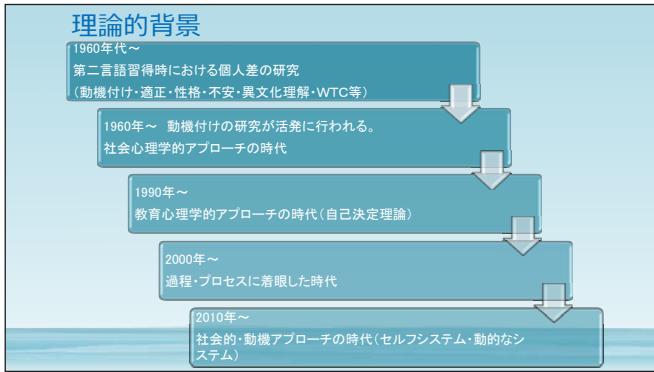 理論的背景
1960年代～
第二言語習得時における個人差の研究
(動機付け・適正・性格・不安・異文化理解・WTC等)
1960年～ 動機付けの研究が活発に行われる。
社会心理学的アプローチの時代
1990年～
教育心理学的アプローチの時代(自己決定理論)
2000年～
過程・プロセスに着眼した時代
2010年～
社会的・動機アプローチの時代(セルフシステム・動的なシ
ステム)